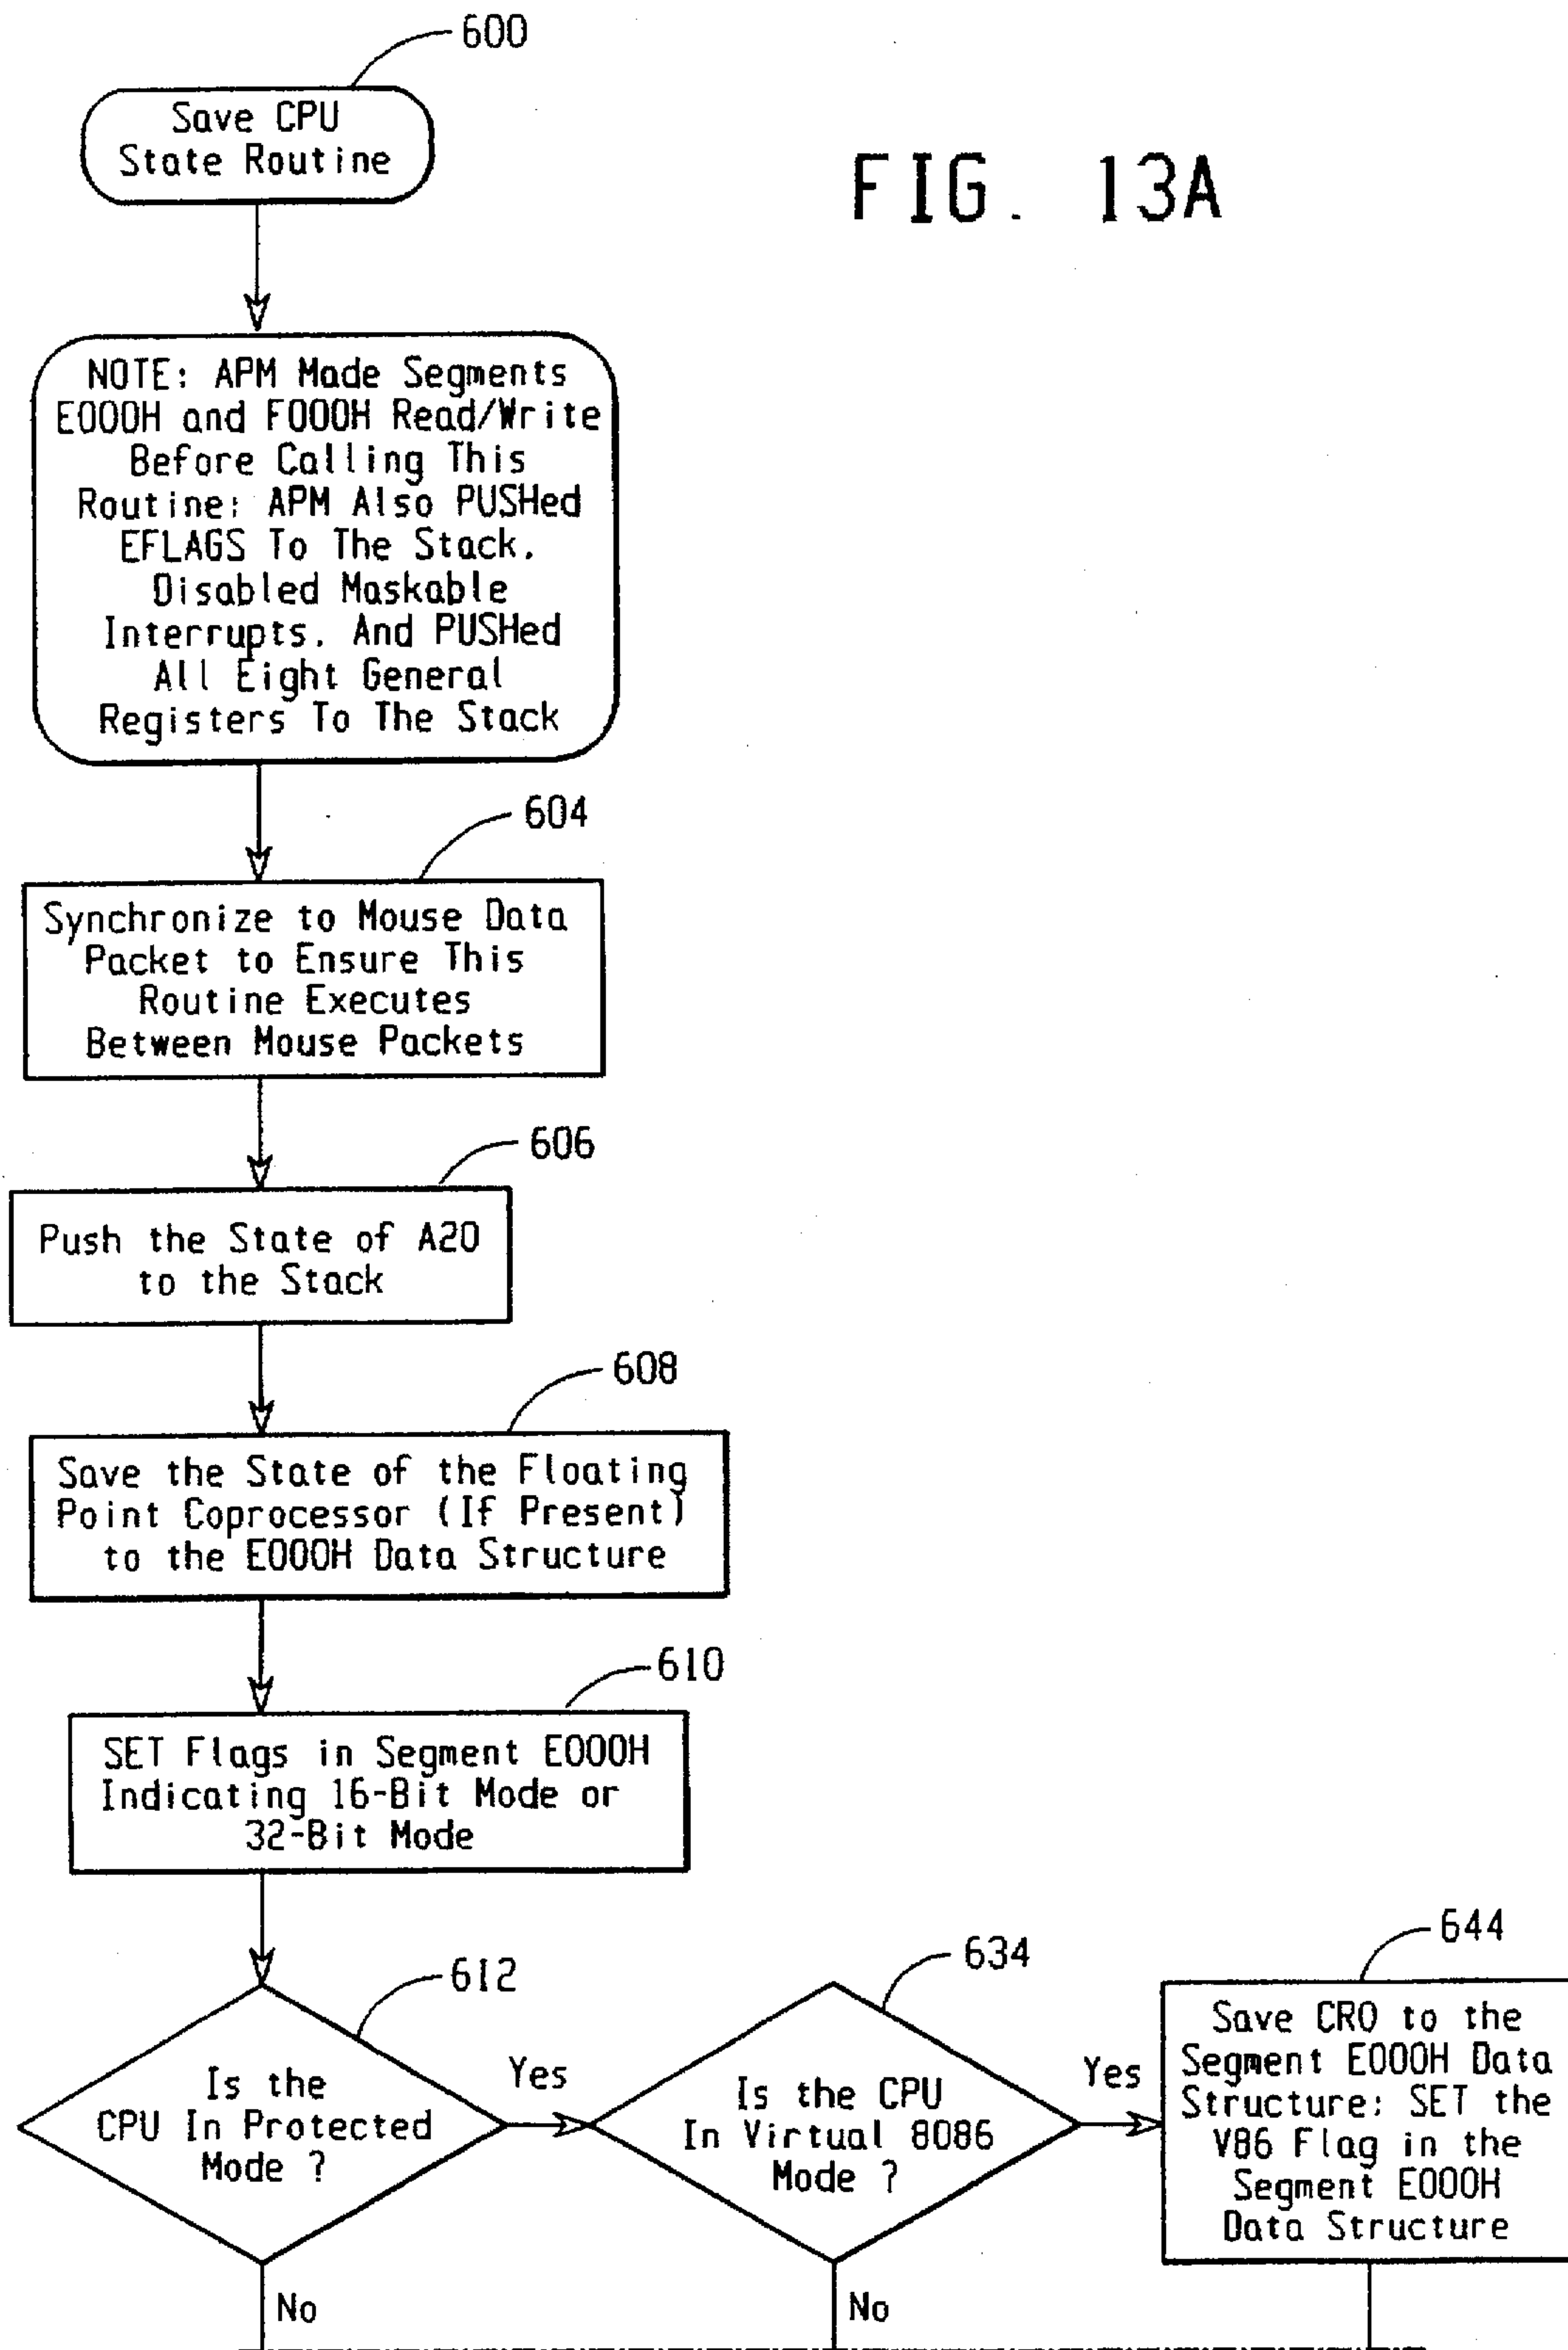 600
Save CPU
State Routine
FIG. 13A
NOTE: APM Made Segments
E000H and F000H Read/Write
Before Calling This
Routine; APM Also PUSHed
EFLAGS To The Stack,
Disabled Maskable
Interrupts, And PUSHed
All Eight General
Registers To The Stack
604
Synchronize to Mouse Data
Packet to Ensure This
Routine Executes
Between Mouse Packets
606
Push the State of A20
to the Stack
608
Save the State of the Floating
Point Coprocessor (If Present)
to the E000H Data Structure
610
SET Flags in Segment E000H
Indicating 16-Bit Mode or
32-Bit Mode
612
Is the
CPU In Protected
Mode ?
Yes
No
634
Is the CPU
In Virtual 8086
Mode ?
Yes
No
644
Save CR0 to the
Segment E000H Data
Structure; SET the
V86 Flag in the
Segment E000H
Data Structure